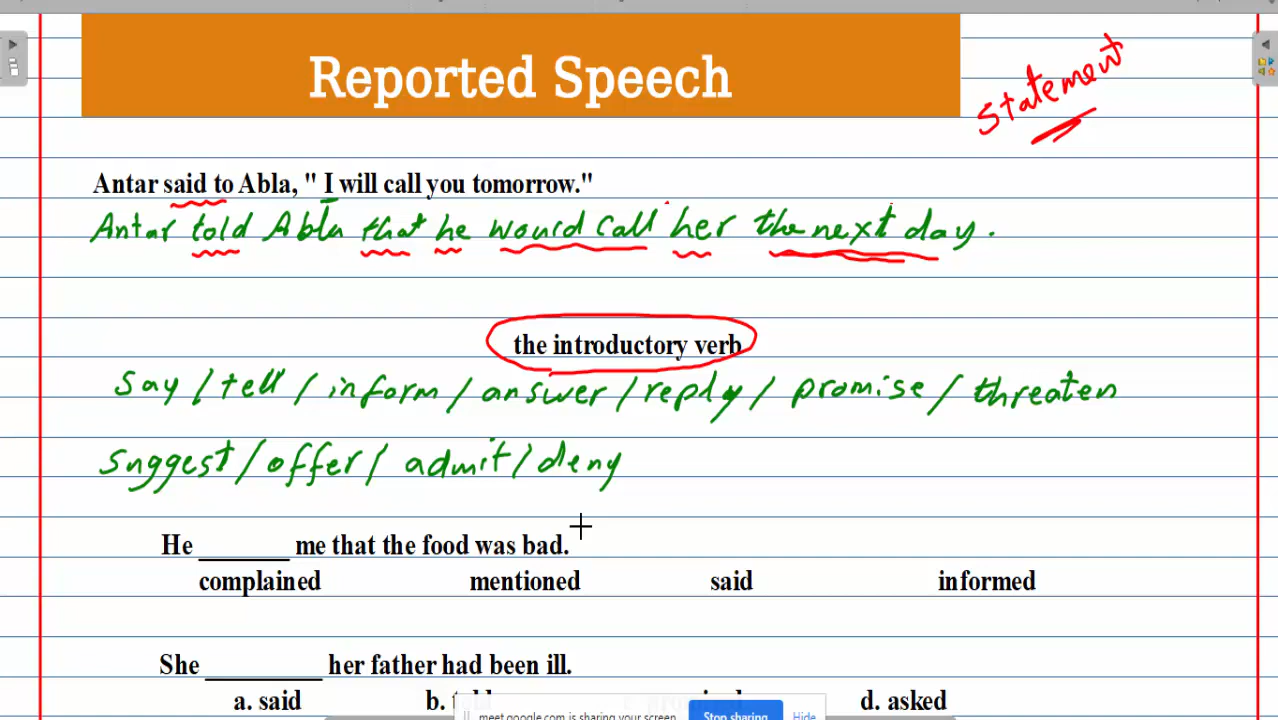 Reported Speech
statement
Antar said to Abla, " I will call you tomorrow."
Antar told Abla that he would call her the next day.
the introductory verb
Say / tell / inform / answer / reply / promise / threaten
Suggest / offer / admit / deny
He ______ me that the food was bad.
complained mentioned said informed
She ______ her father had been ill.
a. said b. d. asked
meet.google.com is sharing your screen. Stop sharing Hide